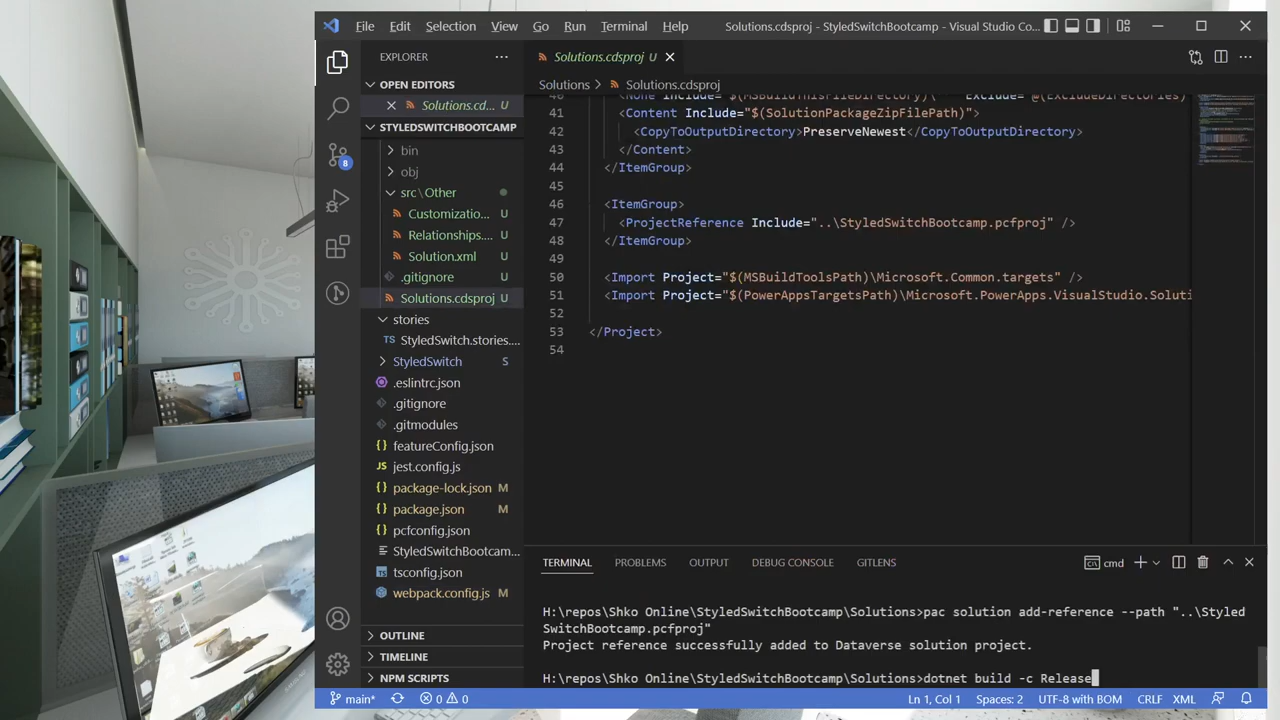 File Edit Selection View Go Run Terminal Help
Solutions.cdsproj - StyledSwitchBootcamp - Visual Studio Co...
EXPLORER ...
Solutions.cdsproj U
OPEN EDITORS
Solutions.cd... U
STYLEDSWITCHBOOTCAMP
bin
obj
src\Other
Customizatio... U
Relationships.... U
Solution.xml U
.gitignore U
Solutions.cdsproj U
stories
StyledSwitch.stories....
StyledSwitch S
.eslintrc.json
.gitignore
.gitmodules
featureConfig.json
JS jest.config.js
{} package-lock.json M
{} package.json M
{} pcfconfig.json
StyledSwitchBootcam...
tsconfig.json
webpack.config.js M
OUTLINE
TIMELINE
NPM SCRIPTS
8
Solutions > Solutions.cdsproj
40 <None Include="$(MSBuildThisFileDirectory)\** Exclude="@(ExcludeDirectories)
41 <Content Include="$(SolutionPackageZipFilePath)">
42 <CopyToOutputDirectory>PreserveNewest</CopyToOutputDirectory>
43 </Content>
44 </ItemGroup>
45
46 <ItemGroup>
47 <ProjectReference Include="..\StyledSwitchBootcamp.pcfproj" />
48 </ItemGroup>
49
50 <Import Project="$(MSBuildToolsPath)\Microsoft.Common.targets" />
51 <Import Project="$(PowerAppsTargetsPath)\Microsoft.PowerApps.VisualStudio.Soluti
52
53 </Project>
54
TERMINAL PROBLEMS OUTPUT DEBUG CONSOLE GITLENS
cmd
H:\repos\Shko Online\StyledSwitchBootcamp\Solutions>pac solution add-reference --path "..\Styled
SwitchBootcamp.pcfproj"
Project reference successfully added to Dataverse solution project.
H:\repos\Shko Online\StyledSwitchBootcamp\Solutions>dotnet build -c Release
main* 0 0 Ln 1, Col 1 Spaces: 2 UTF-8 with BOM CRLF XML